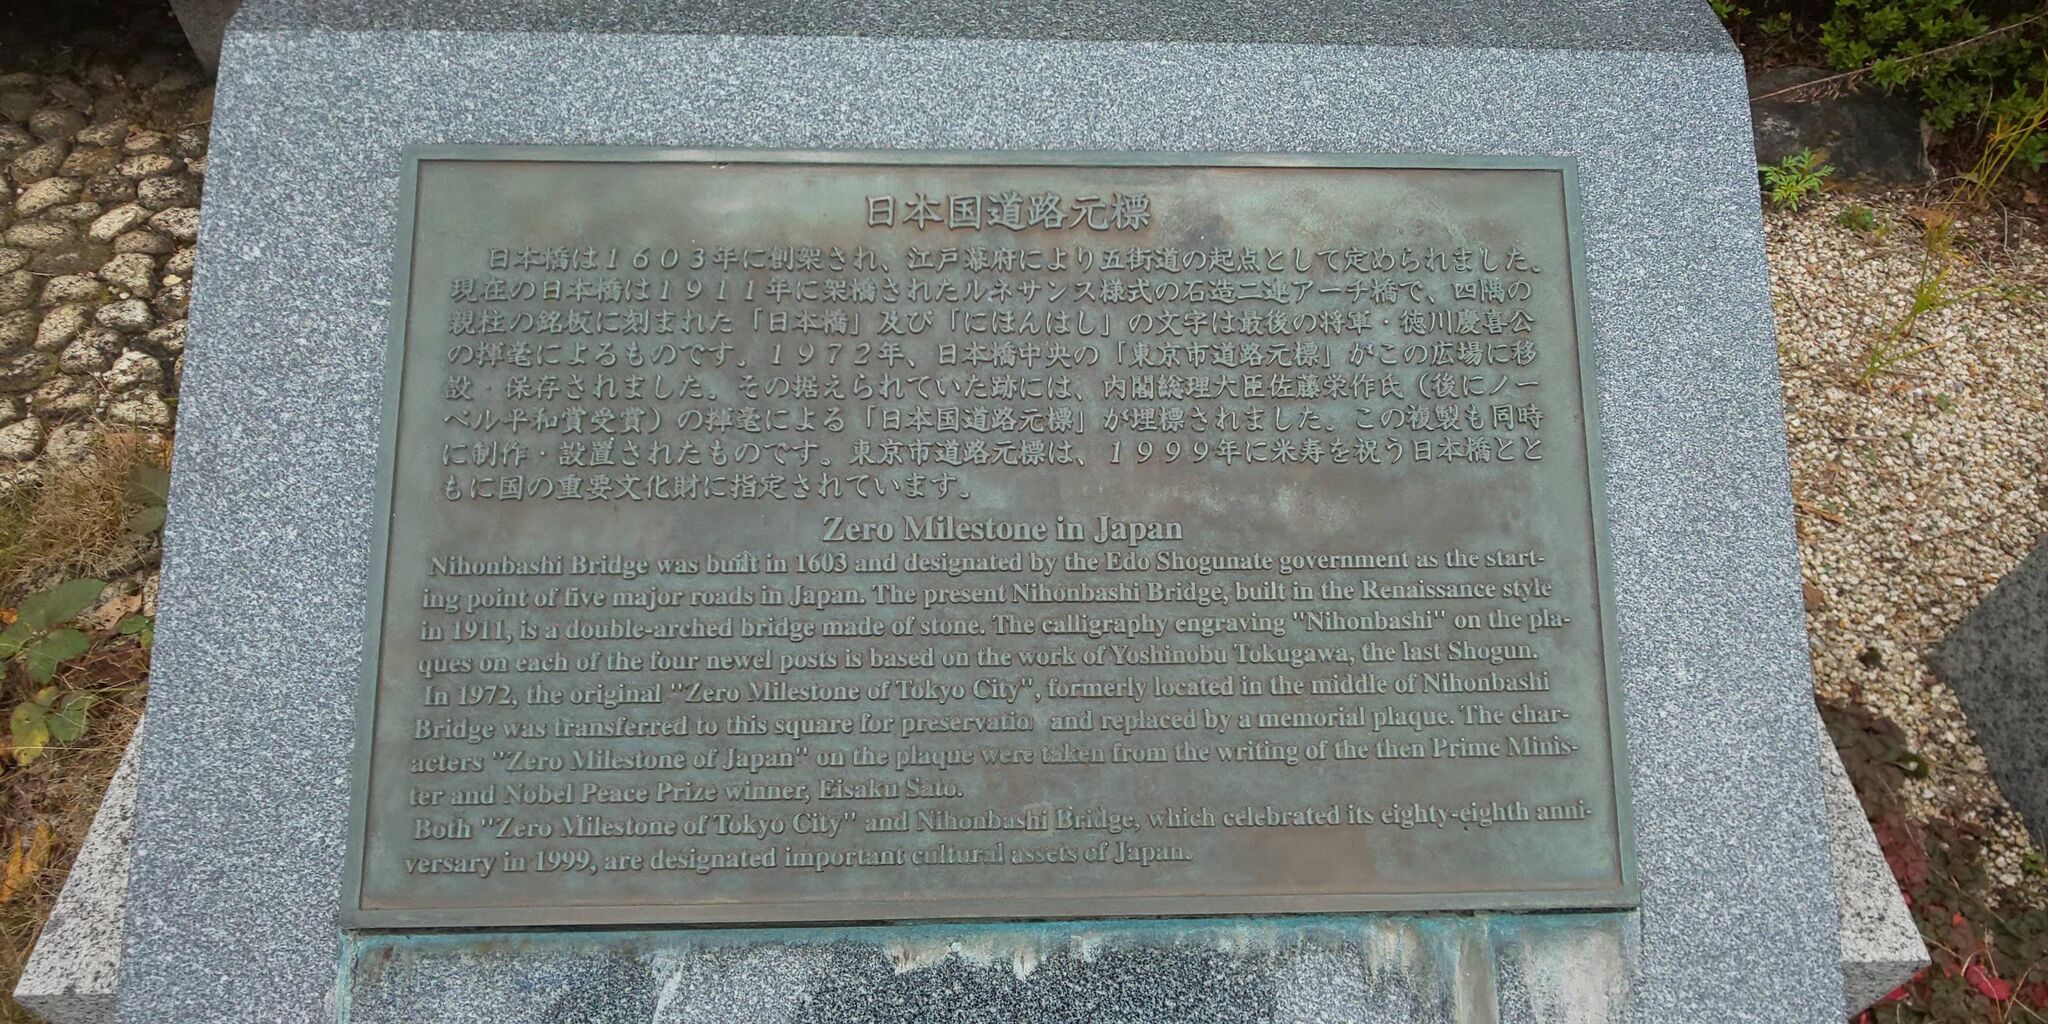 日本国道路元標
日本橋は１６０３年に創架され、江戸幕府により五街道の起点として定められました。
現在の日本橋は１９１１年に架橋されたルネサンス様式の石造二連アーチ橋で、四隅の
親柱の銘板に刻まれた「日本橋」及び「にほんはし」の文字は最後の将軍・徳川慶喜公
の揮毫によるものです。１９７２年、日本橋中央の「東京市道路元標」がこの広場に移
設・保存されました。その据えられていた跡には、内閣総理大臣佐藤栄作氏（後にノー
ベル平和賞受賞）の揮毫による「日本国道路元標」が埋標されました。この複製も同時
に制作・設置されたものです。東京市道路元標は、１９９９年に米寿を祝う日本橋とと
もに国の重要文化財に指定されています。
Zero Milestone in Japan
Nihonbashi Bridge was built in 1603 and designated by the Edo Shogunate government as the start-
ing point of five major roads in Japan. The present Nihonbashi Bridge, built in the Renaissance style
in 1911, is a double-arched bridge made of stone. The calligraphy engraving "Nihonbashi" on the pla-
ques on each of the four newel posts is based on the work of Yoshinobu Tokugawa, the last Shogun.
In 1972, the original "Zero Milestone of Tokyo City", formerly located in the middle of Nihonbashi
Bridge was transferred to this square for preservatio and replaced by a memorial plaque. The char-
acters "Zero Milestone of Japan" on the plaque were taken from the writing of the then Prime Minis-
ter and Nobel Peace Prize winner, Eisaku Sato.
Both "Zero Milestone of Tokyo City" and Nihonbashi Bridge, which celebrated its eighty-eighth anni-
versary in 1999, are designated important cultural assets of Japan.